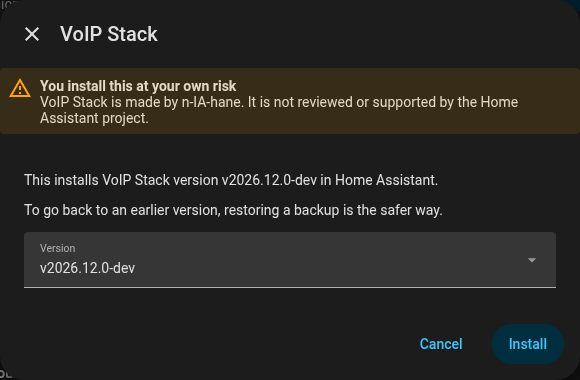 VoIP Stack
You install this at your own risk
VoIP Stack is made by n-IA-hane. It is not reviewed or supported by the Home
Assistant project.
This installs VoIP Stack version v2026.12.0-dev in Home Assistant.
To go back to an earlier version, restoring a backup is the safer way.
Version
v2026.12.0-dev
Cancel
Install